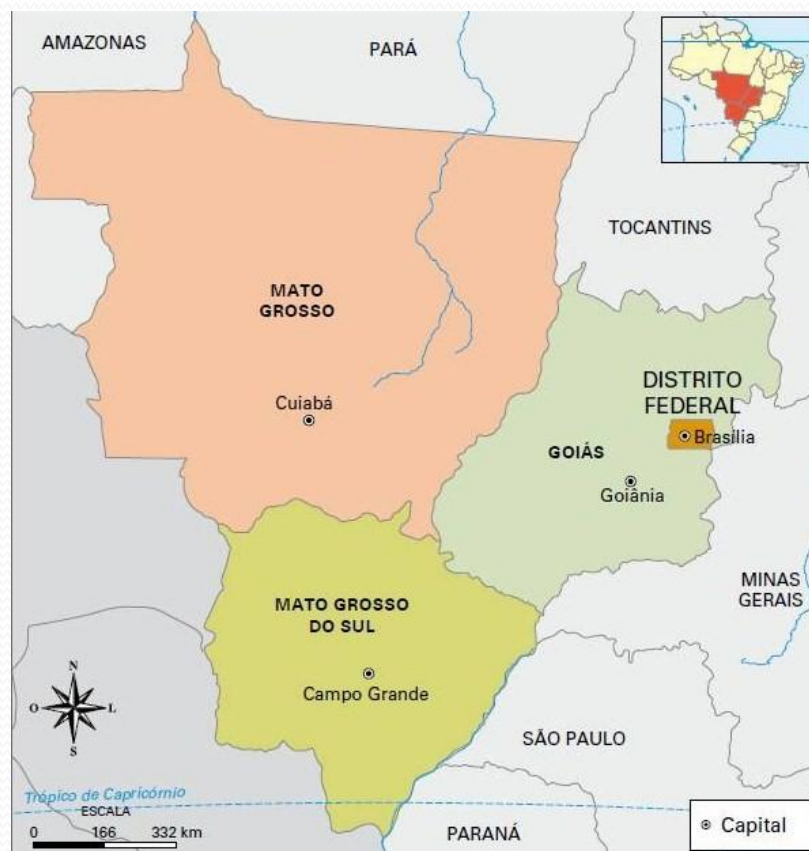 AMAZONAS
PARÁ
TOCANTINS
MATO
GROSSO
DISTRITO
FEDERAL
Cuiabá
Brasília
GOIÁS
Goiânia
MINAS
GERAIS
MATO GROSSO
DO SUL
N
O
L
S
Campo Grande
SÃO PAULO
Trópico de Capricórnio
ESCALA
0 166 332 km
PARANÁ
Capital